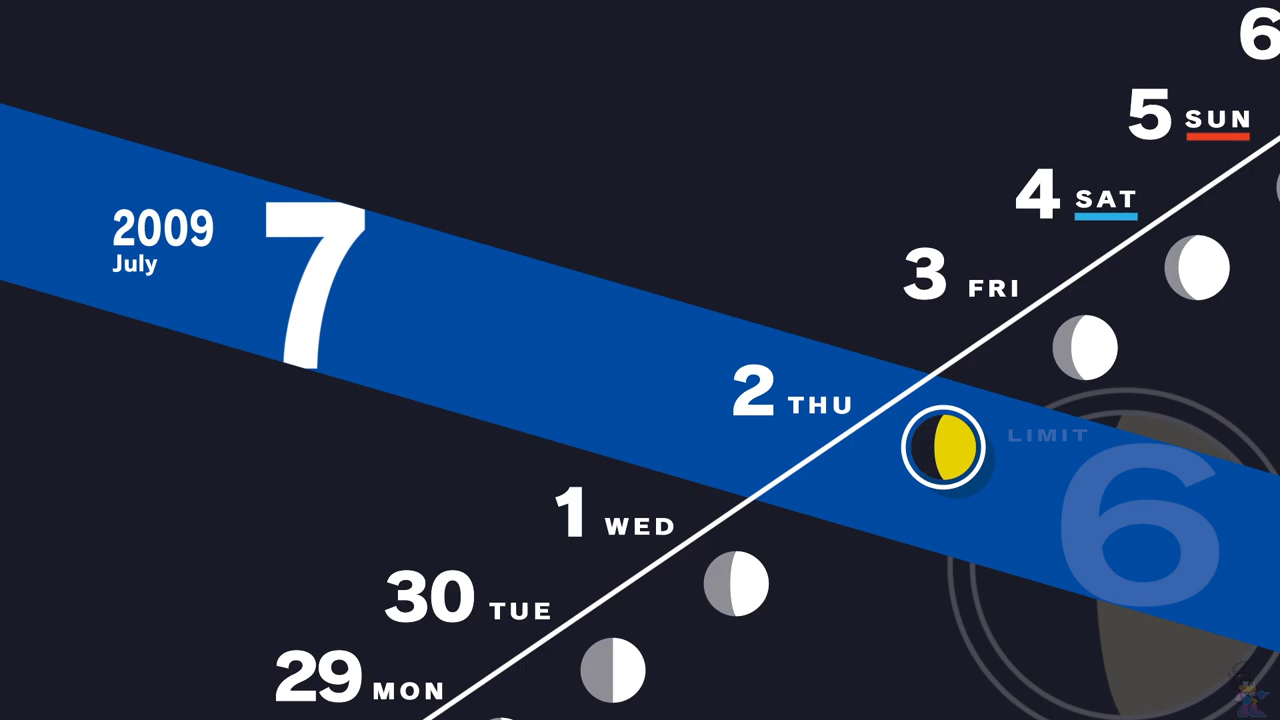 6
5 SUN
4 SAT
3 FRI
2009
July
7
2 THU
LIMIT
6
1 WED
30 TUE
29 MON